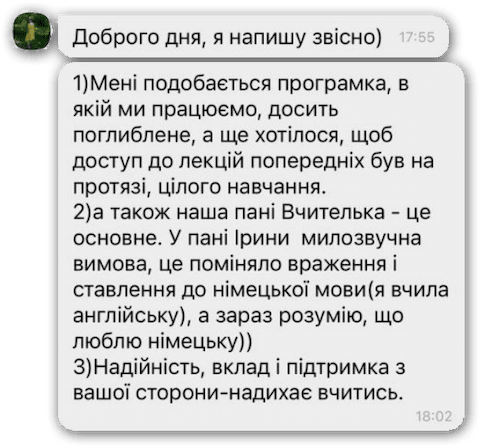 Доброго дня, я напишу звісно) 17:55
1)Мені подобається програмка, в
якій ми працюємо, досить
поглиблене, а ще хотілося, щоб
доступ до лекцій попередніх був на
протязі, цілого навчання.
2)а також наша пані Вчителька - це
основне. У пані Ірини  милозвучна
вимова, це поміняло враження і
ставлення до німецької мови(я вчила
англійську), а зараз розумію, що
люблю німецьку))
3)Надійність, вклад і підтримка з
вашої сторони-надихає вчитись.
18:02